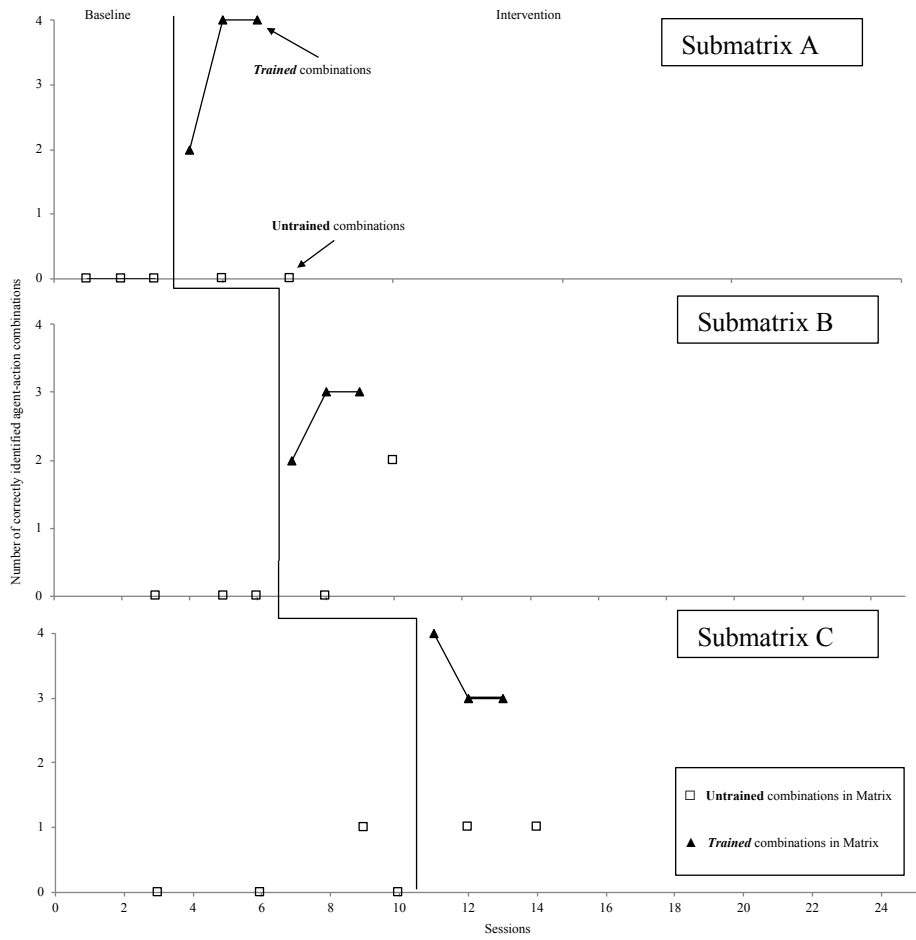 Baseline
Intervention
Submatrix A
4
Trained combinations
3
2
1
Untrained combinations
0
Submatrix B
4
3
2
1
0
Number of correctly identified agent-action combinations
Submatrix C
4
3
2
Untrained combinations in Matrix
1
Trained combinations in Matrix
0
0 2 4 6 8 10 12 14 16 18 20 22 24
Sessions